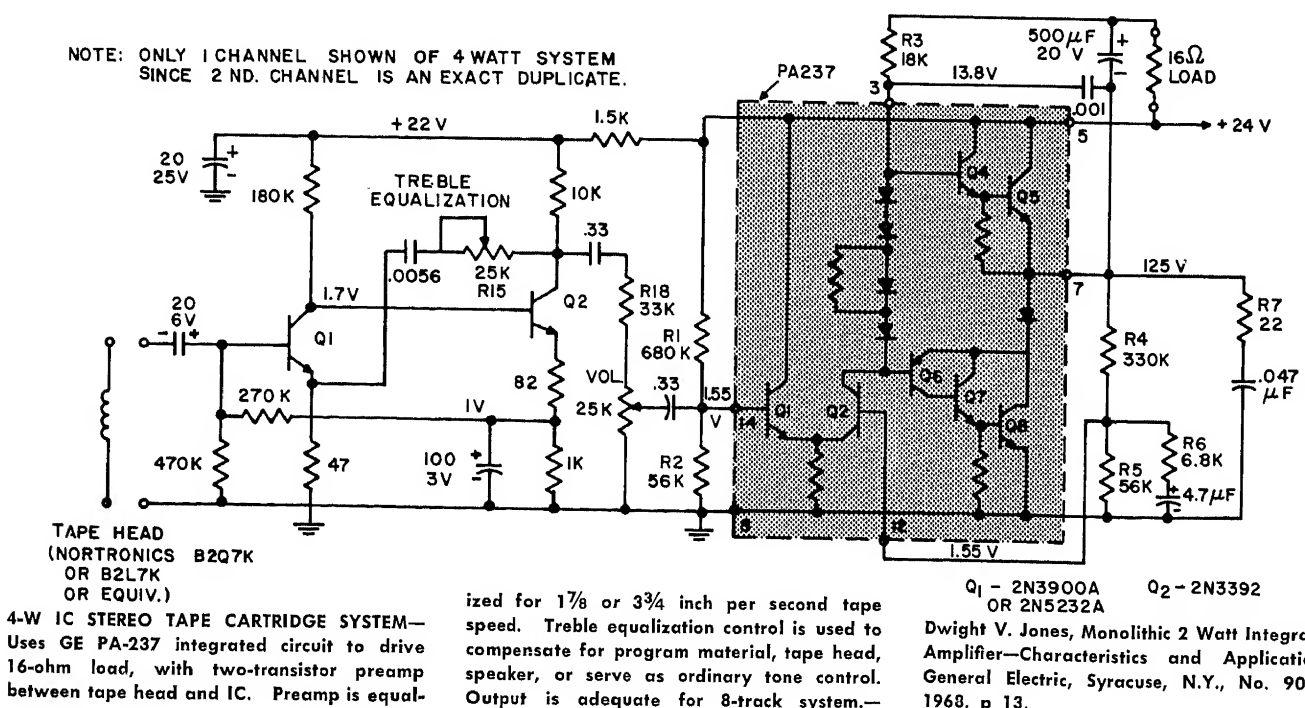 NOTE: ONLY 1 CHANNEL SHOWN OF 4 WATT SYSTEM
SINCE 2 ND. CHANNEL IS AN EXACT DUPLICATE.
R3
18K
500μF
20 V
+
-
16Ω
LOAD
PA237
3
13.8V
.001
5
+ 24 V
+ 22 V
1.5K
20
25V
+
-
180K
TREBLE
EQUALIZATION
10K
.0056
25K
R15
.33
Q4
Q5
1.7V
Q2
R18
33K
7
125 V
R7
22
20
6V
- +
Q1
R1
680K
R4
330K
82
VOL
25K
.33
1.55
V
14
Q1
Q2
Q6
Q7
Q8
.047
μF
270 K
1V
470K
47
100
3V
+
-
1K
R2
56K
R5
56K
R6
6.8K
+
4.7μF
-
12
1.55 V
TAPE HEAD
(NORTRONICS B2Q7K
OR B2L7K
OR EQUIV.)
Q1 - 2N3900A
OR 2N5232A
Q2 - 2N3392
4-W IC STEREO TAPE CARTRIDGE SYSTEM—
Uses GE PA-237 integrated circuit to drive
16-ohm load, with two-transistor preamp
between tape head and IC. Preamp is equal-
ized for 1⅞ or 3¾ inch per second tape
speed. Treble equalization control is used to
compensate for program material, tape head,
speaker, or serve as ordinary tone control.
Output is adequate for 8-track system.—
Dwight V. Jones, Monolithic 2 Watt Integra
Amplifier—Characteristics and Applicatio
General Electric, Syracuse, N.Y., No. 90
1968, p 13.